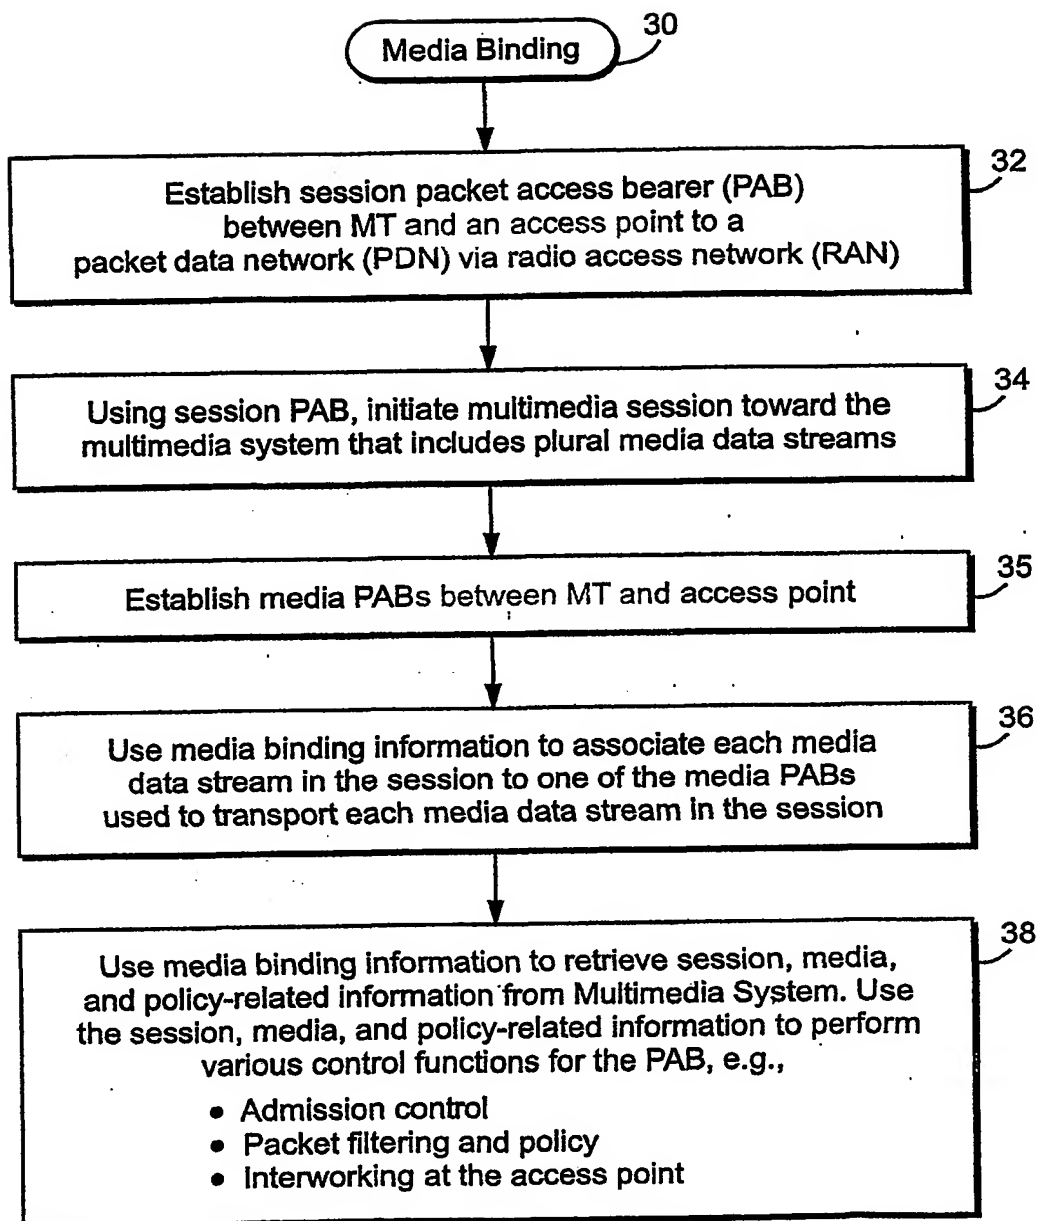 Media Binding
30
32
Establish session packet access bearer (PAB)
between MT and an access point to a
packet data network (PDN) via radio access network (RAN)
34
Using session PAB, initiate multimedia session toward the
multimedia system that includes plural media data streams
35
Establish media PABs between MT and access point
36
Use media binding information to associate each media
data stream in the session to one of the media PABs
used to transport each media data stream in the session
38
Use media binding information to retrieve session, media,
and policy-related information from Multimedia System. Use
the session, media, and policy-related information to perform
various control functions for the PAB, e.g.,
• Admission control
• Packet filtering and policy
• Interworking at the access point